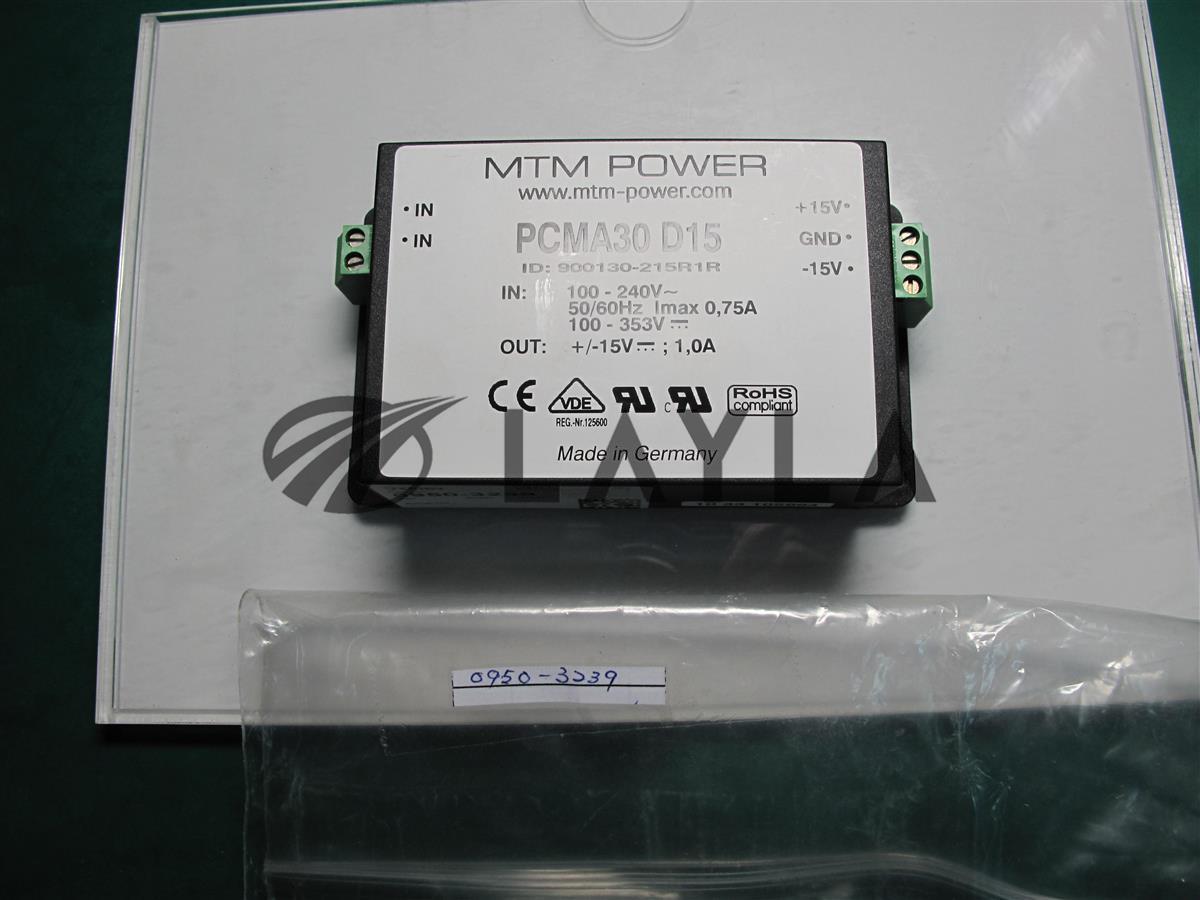 MTM POWER
www.mtm-power.com
• IN
• IN
+15V •
GND •
-15V •
PCMA30 D15
ID: 900130-215R1R
IN: 100 - 240V~
50/60Hz Imax 0,75A
100 - 353V ⎓
OUT: +/-15V ⎓ ; 1,0A
CE
VDE
REG.-Nr.125600
c
RoHS
compliant
Made in Germany
LAYLA
0950-3239